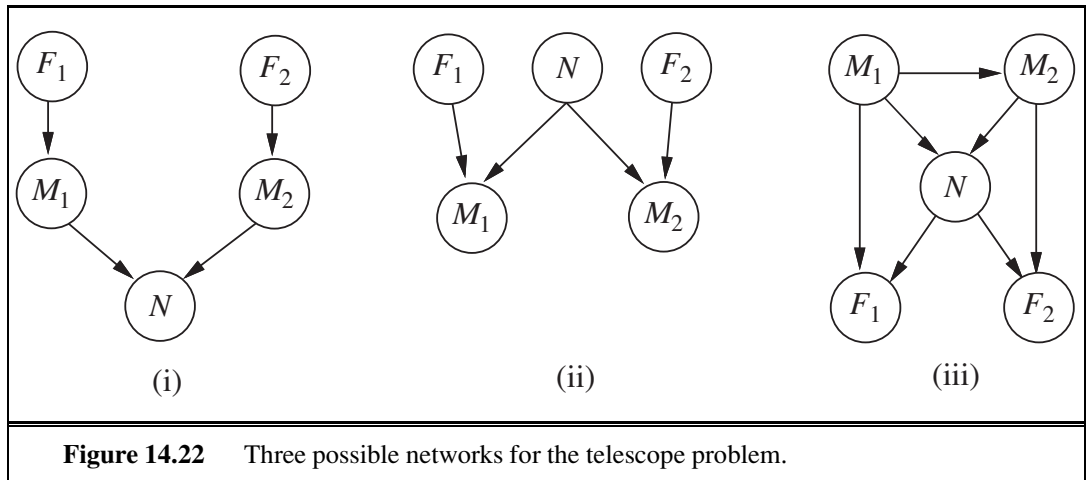 F1 F2 F1 N F2 M1 M2
M1 M2 M1 M2 N
N F1 F2
(i) (ii) (iii)
Figure 14.22 Three possible networks for the telescope problem.